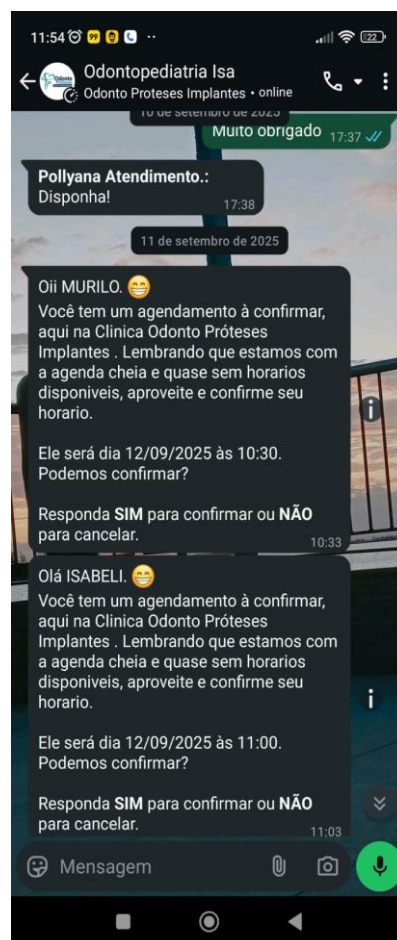 11:54
22
Odontopediatria Isa
Odonto Proteses Implantes • online
10 de setembro de 2025
Muito obrigado 17:37
Pollyana Atendimento.:
Disponha!
17:38
11 de setembro de 2025
Oii MURILO. 😁
Você tem um agendamento à confirmar,
aqui na Clinica Odonto Próteses
Implantes . Lembrando que estamos com
a agenda cheia e quase sem horarios
disponiveis, aproveite e confirme seu
horario.
Ele será dia 12/09/2025 às 10:30.
Podemos confirmar?
Responda SIM para confirmar ou NÃO
para cancelar.
10:33
Olá ISABELI. 😁
Você tem um agendamento à confirmar,
aqui na Clinica Odonto Próteses
Implantes . Lembrando que estamos com
a agenda cheia e quase sem horarios
disponiveis, aproveite e confirme seu
horario.
Ele será dia 12/09/2025 às 11:00.
Podemos confirmar?
Responda SIM para confirmar ou NÃO
para cancelar.
11:03
Mensagem